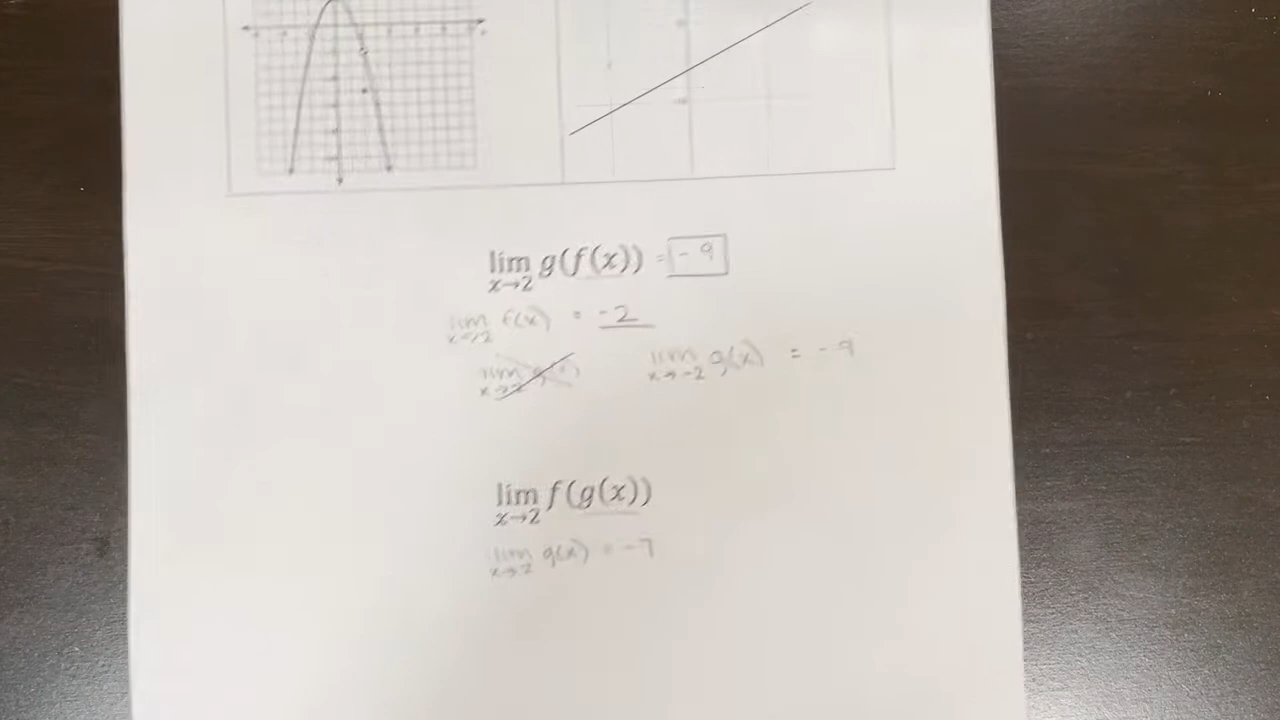 lim x→2 g(f(x)) = -9
lim x→2 f(x) = -2
lim x→-2 g(x) = -9
lim x→2 f(g(x))
lim x→2 g(x) = -7